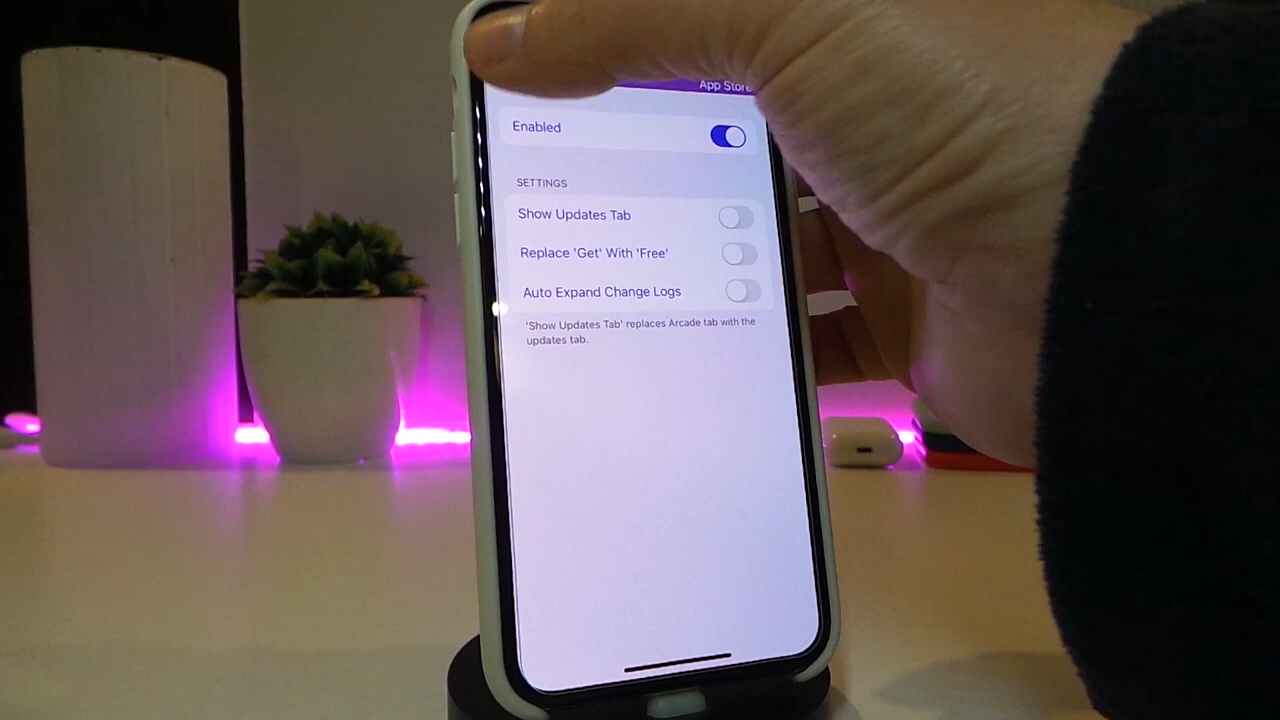 App Store
Enabled
SETTINGS
Show Updates Tab
Replace 'Get' With 'Free'
Auto Expand Change Logs
'Show Updates Tab' replaces Arcade tab with the
updates tab.